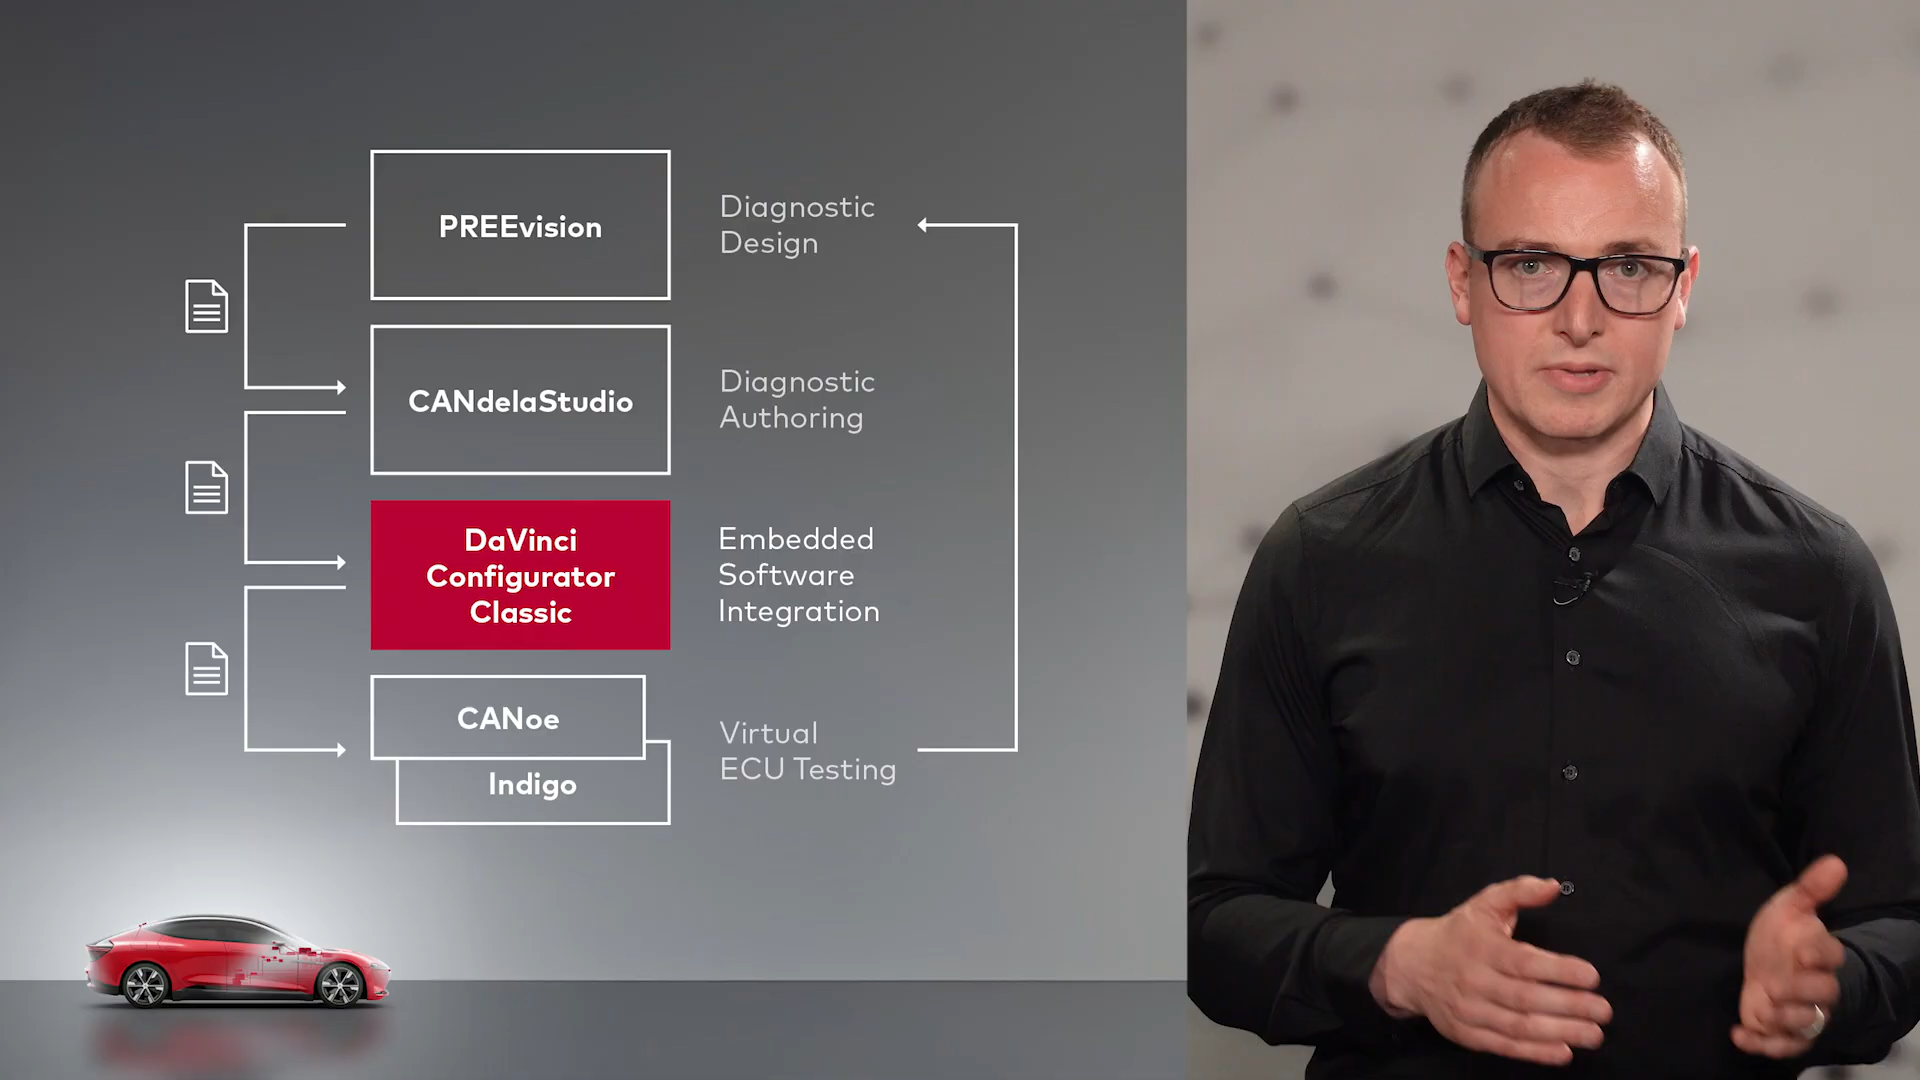 PREEvision
Diagnostic
Design
CANdelaStudio
Diagnostic
Authoring
DaVinci
Configurator
Classic
Embedded
Software
Integration
CANoe
Indigo
Virtual
ECU Testing